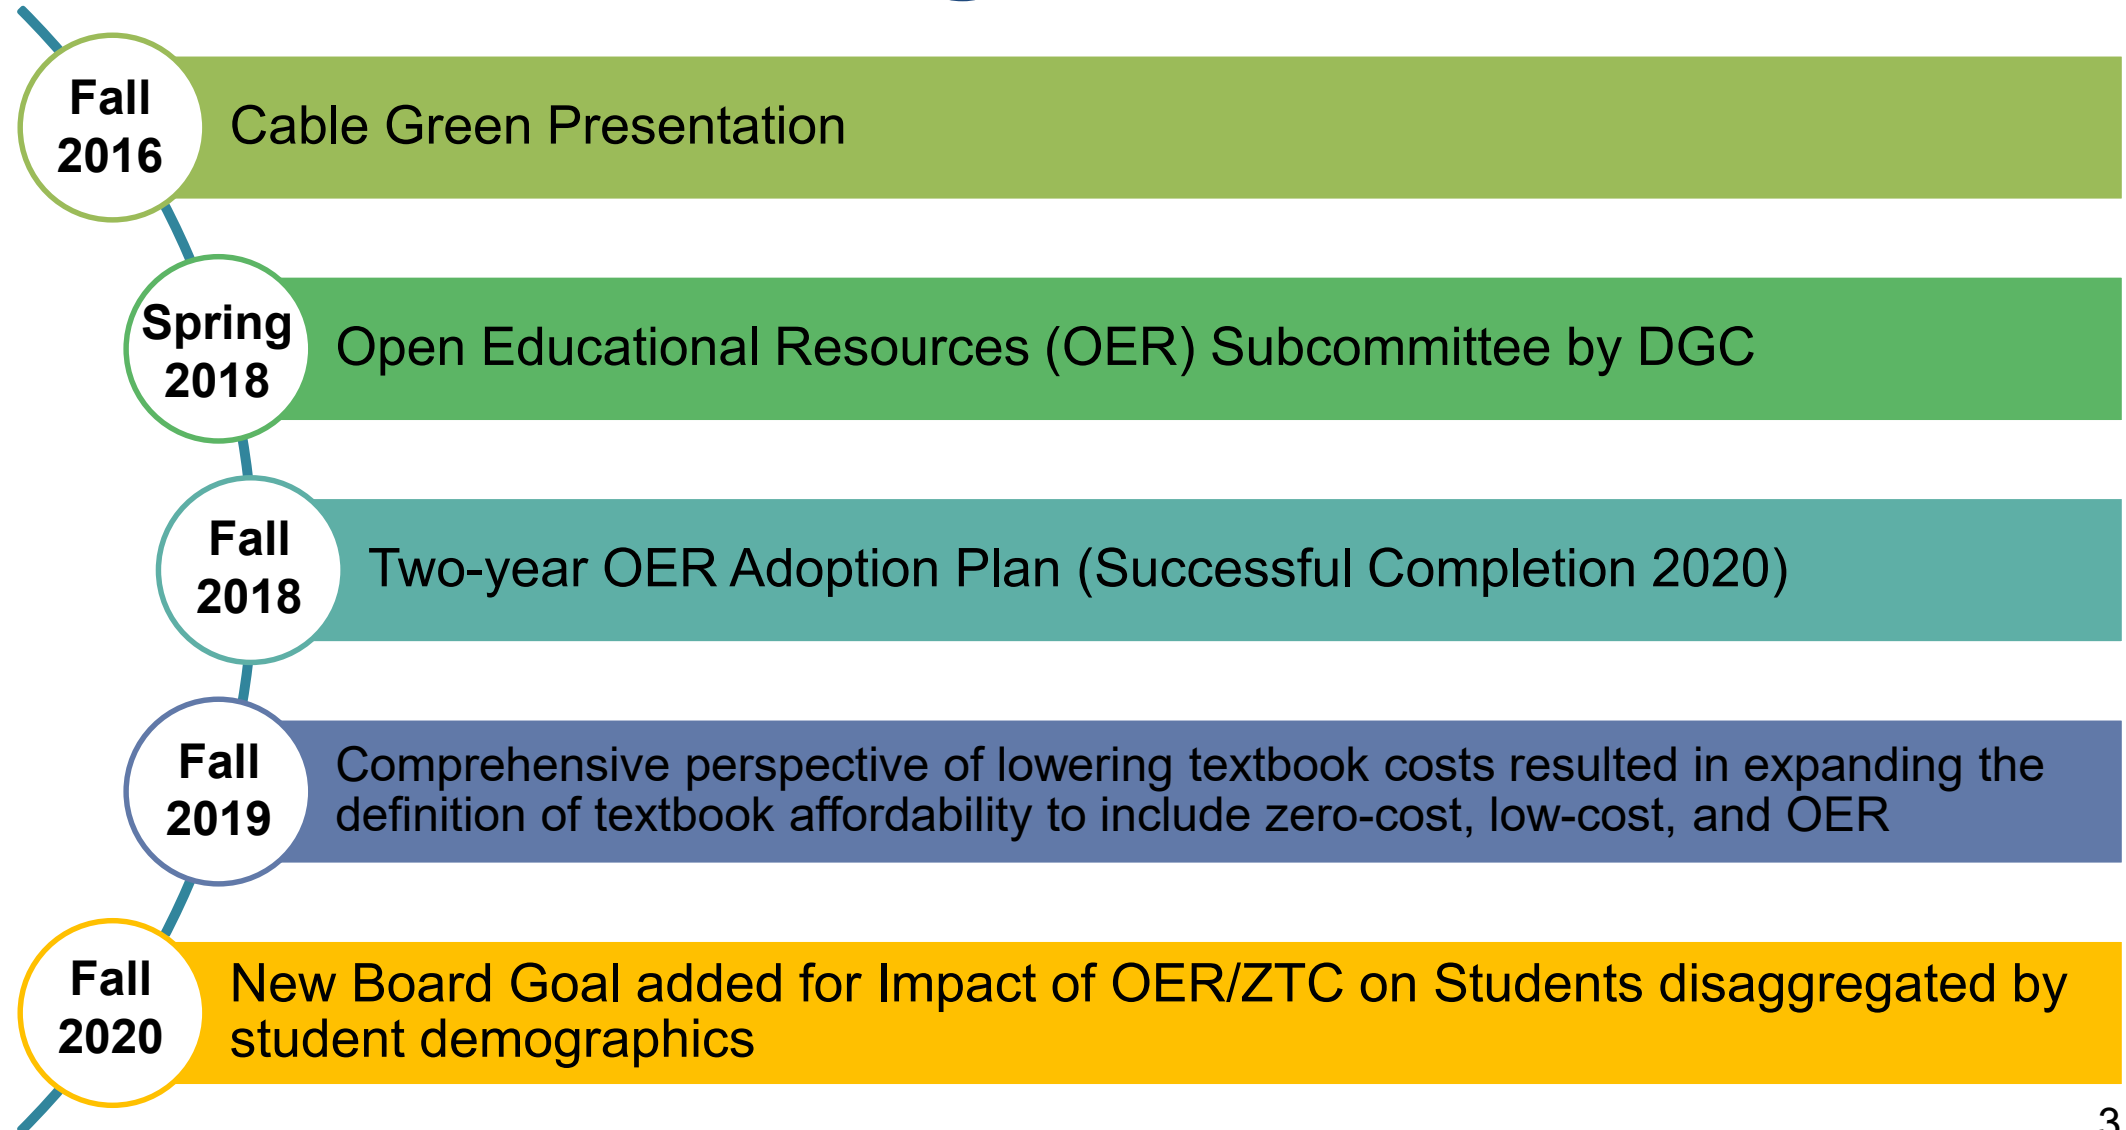 Fall
2016
Cable Green Presentation
Spring
2018
Open Educational Resources (OER) Subcommittee by DGC
Fall
2018
Two-year OER Adoption Plan (Successful Completion 2020)
Fall
2019
Comprehensive perspective of lowering textbook costs resulted in expanding the
definition of textbook affordability to include zero-cost, low-cost, and OER
Fall
2020
New Board Goal added for Impact of OER/ZTC on Students disaggregated by
student demographics
3